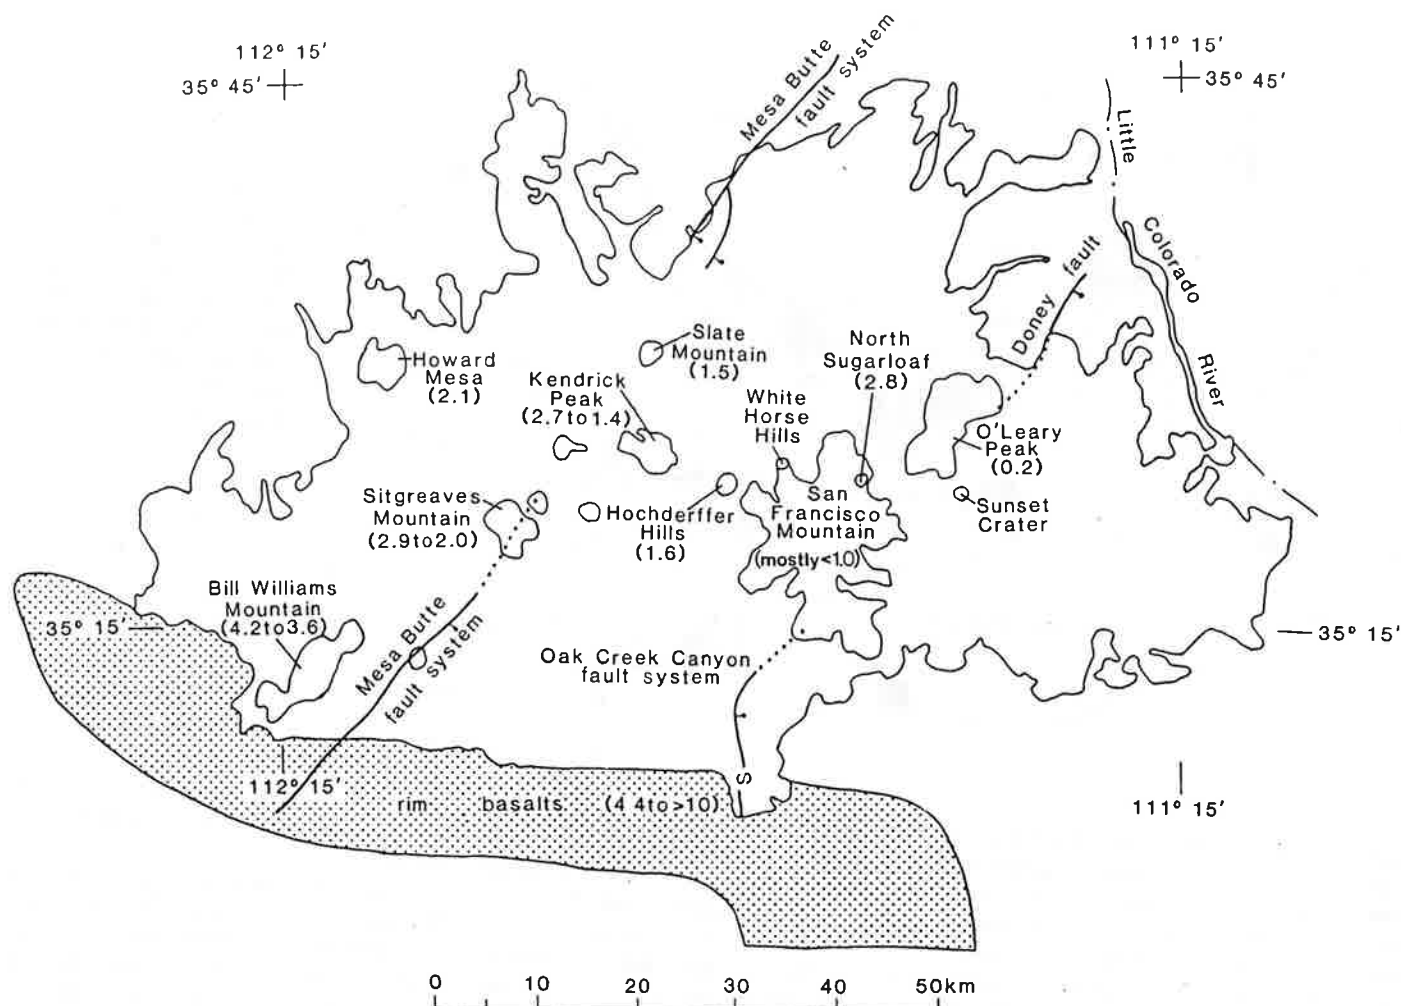 112° 15′
35° 45′
111° 15′
35° 45′
Mesa Butte
fault system
Little
Colorado
River
Doney fault
Slate
Mountain
(1.5)
North
Sugarloaf
(2.8)
Howard
Mesa
(2.1)
Kendrick
Peak
(2.7to1.4)
White
Horse
Hills
O'Leary
Peak
(0.2)
Sitgreaves
Mountain
(2.9to2.0)
Hochderffer
Hills
(1.6)
San
Francisco
Mountain
(mostly<1.0)
Sunset
Crater
Bill Williams
Mountain
(4.2to3.6)
35° 15′
35° 15′
Mesa Butte
fault system
Oak Creek Canyon
fault system
S
112° 15′
rim basalts (4 4to>10)
111° 15′
0 10 20 30 40 50km